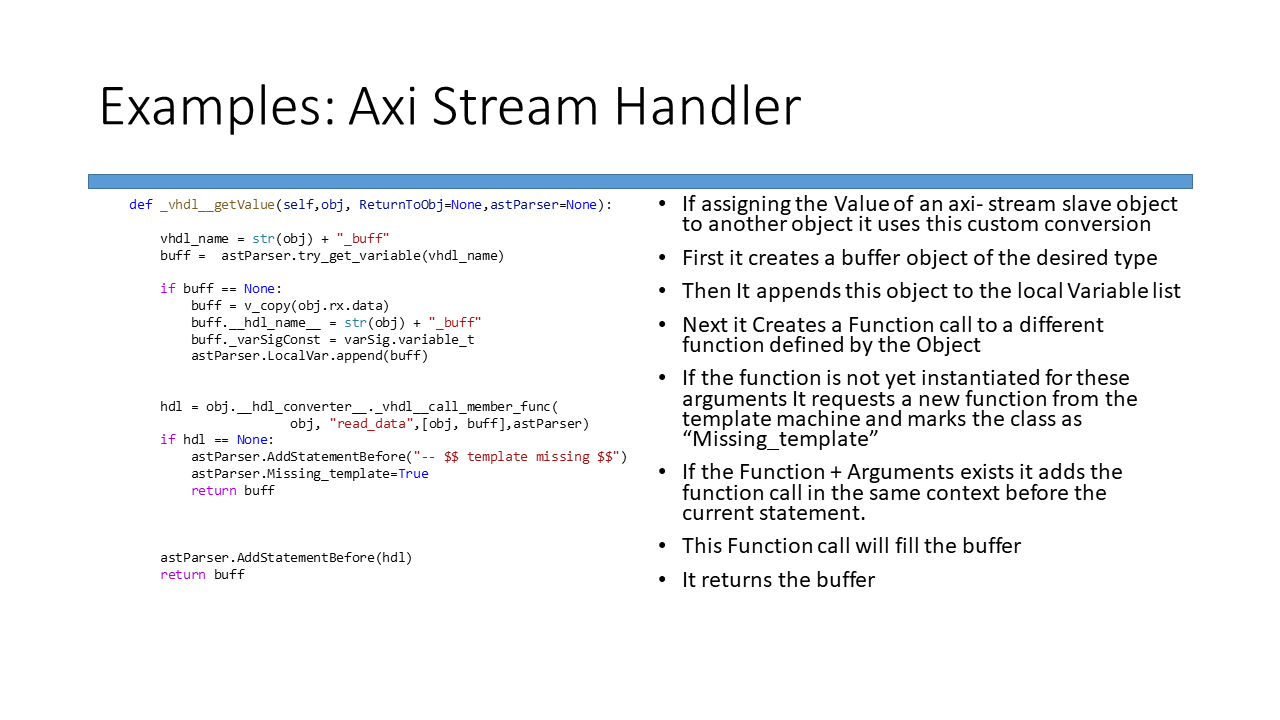 Examples: Axi Stream Handler
def _vhdl__getValue(self,obj, ReturnToObj=None,astParser=None):
vhdl_name = str(obj) + "_buff"
buff =  astParser.try_get_variable(vhdl_name)
if buff == None:
buff = v_copy(obj.rx.data)
buff.__hdl_name__ = str(obj) + "_buff"
buff._varSigConst = varSig.variable_t
astParser.LocalVar.append(buff)
hdl = obj.__hdl_converter__._vhdl__call_member_func(
obj, "read_data",[obj, buff],astParser)
if hdl == None:
astParser.AddStatementBefore("-- $$ template missing $$")
astParser.Missing_template=True
return buff
astParser.AddStatementBefore(hdl)
return buff
• If assigning the Value of an axi- stream slave object
to another object it uses this custom conversion
• First it creates a buffer object of the desired type
• Then It appends this object to the local Variable list
• Next it Creates a Function call to a different
function defined by the Object
• If the function is not yet instantiated for these
arguments It requests a new function from the
template machine and marks the class as
“Missing_template”
• If the Function + Arguments exists it adds the
function call in the same context before the
current statement.
• This Function call will fill the buffer
• It returns the buffer